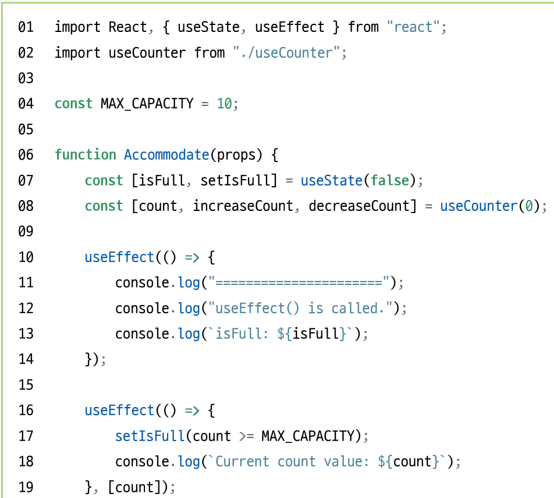 01 import React, { useState, useEffect } from "react";
02 import useCounter from "./useCounter";
03
04 const MAX_CAPACITY = 10;
05
06 function Accommodate(props) {
07     const [isFull, setIsFull] = useState(false);
08     const [count, increaseCount, decreaseCount] = useCounter(0);
09
10     useEffect(() => {
11         console.log("======================");
12         console.log("useEffect() is called.");
13         console.log(`isFull: ${isFull}`);
14     });
15
16     useEffect(() => {
17         setIsFull(count >= MAX_CAPACITY);
18         console.log(`Current count value: ${count}`);
19     }, [count]);